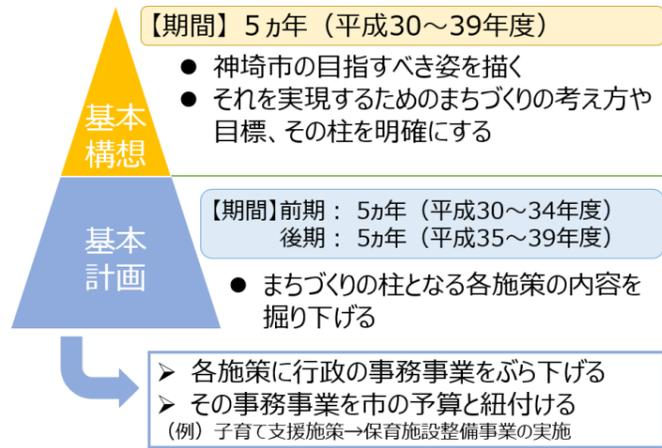 【期間】５ヵ年（平成30～39年度）
● 神埼市の目指すべき姿を描く
● それを実現するためのまちづくりの考え方や
目標、その柱を明確にする
基本
構想
【期間】前期： 5ヵ年（平成30～34年度）
後期： 5ヵ年（平成35～39年度）
基本
計画
● まちづくりの柱となる各施策の内容を
掘り下げる
➢ 各施策に行政の事務事業をぶら下げる
➢ その事務事業を市の予算と紐付ける
（例）子育て支援施策→保育施設整備事業の実施